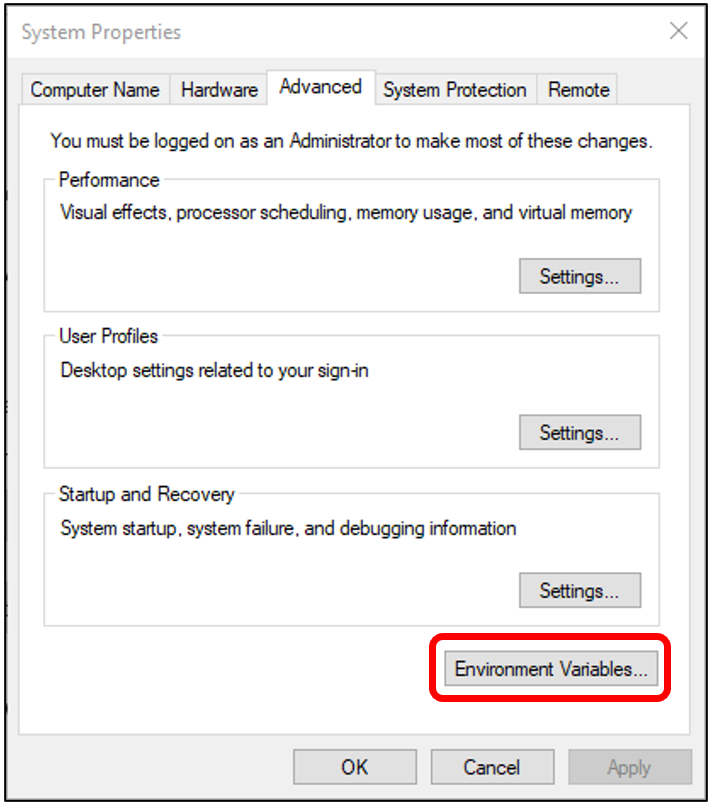 System Properties
Computer Name Hardware Advanced System Protection Remote
You must be logged on as an Administrator to make most of these changes.
Performance
Visual effects, processor scheduling, memory usage, and virtual memory
Settings...
User Profiles
Desktop settings related to your sign-in
Settings...
Startup and Recovery
System startup, system failure, and debugging information
Settings...
Environment Variables...
OK Cancel Apply